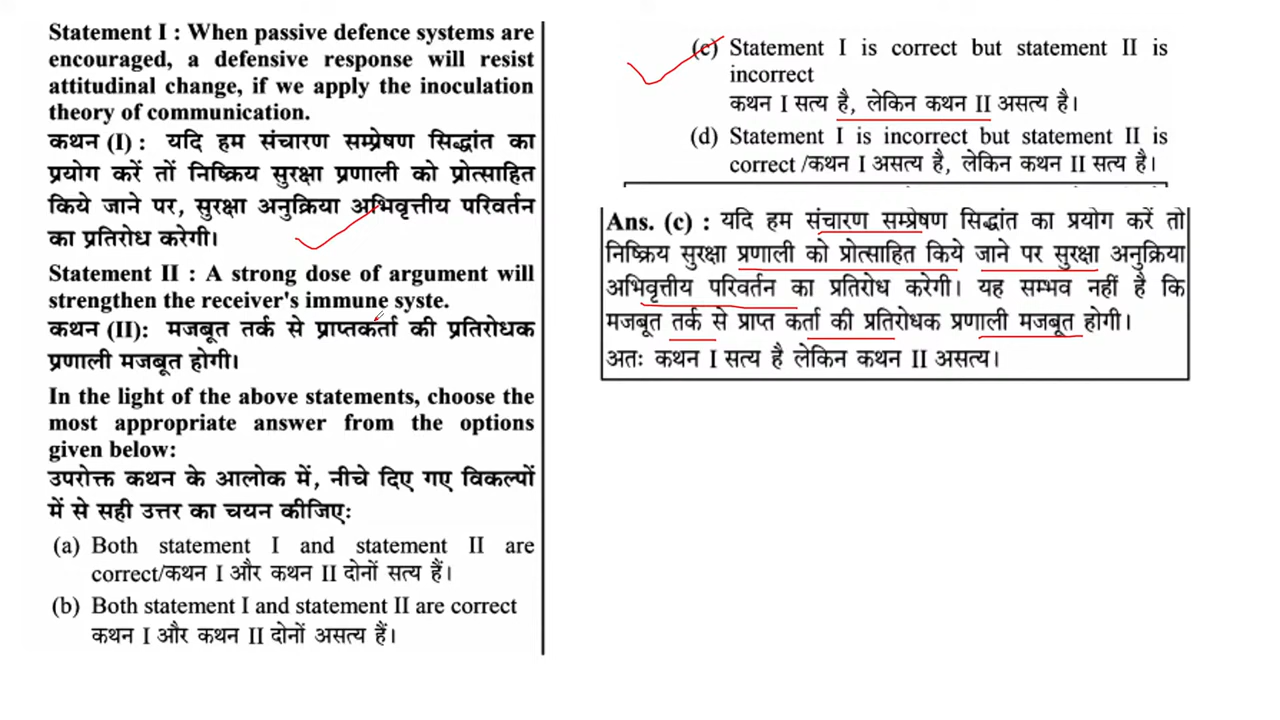 Statement I : When passive defence systems are
encouraged, a defensive response will resist
attitudinal change, if we apply the inoculation
theory of communication.
कथन (I) : यदि हम संचारण सम्प्रेषण सिद्धांत का
प्रयोग करें तों निष्क्रिय सुरक्षा प्रणाली को प्रोत्साहित
किये जाने पर, सुरक्षा अनुक्रिया अभिवृत्तीय परिवर्तन
का प्रतिरोध करेगी।
Statement II : A strong dose of argument will
strengthen the receiver's immune syste.
कथन (II): मजबूत तर्क से प्राप्तकर्ता की प्रतिरोधक
प्रणाली मजबूत होगी।
In the light of the above statements, choose the
most appropriate answer from the options
given below:
उपरोक्त कथन के आलोक में, नीचे दिए गए विकल्पों
में से सही उत्तर का चयन कीजिए:
(a) Both statement I and statement II are
correct/कथन I और कथन II दोनों सत्य हैं।
(b) Both statement I and statement II are correct
कथन I और कथन II दोनों असत्य हैं।
(c) Statement I is correct but statement II is
incorrect
कथन I सत्य है, लेकिन कथन II असत्य है।
(d) Statement I is incorrect but statement II is
correct /कथन I असत्य है, लेकिन कथन II सत्य है।
Ans. (c) : यदि हम संचारण सम्प्रेषण सिद्धांत का प्रयोग करें तो
निष्क्रिय सुरक्षा प्रणाली को प्रोत्साहित किये जाने पर सुरक्षा अनुक्रिया
अभिवृत्तीय परिवर्तन का प्रतिरोध करेगी। यह सम्भव नहीं है कि
मजबूत तर्क से प्राप्त कर्ता की प्रतिरोधक प्रणाली मजबूत होगी।
अतः कथन I सत्य है लेकिन कथन II असत्य।